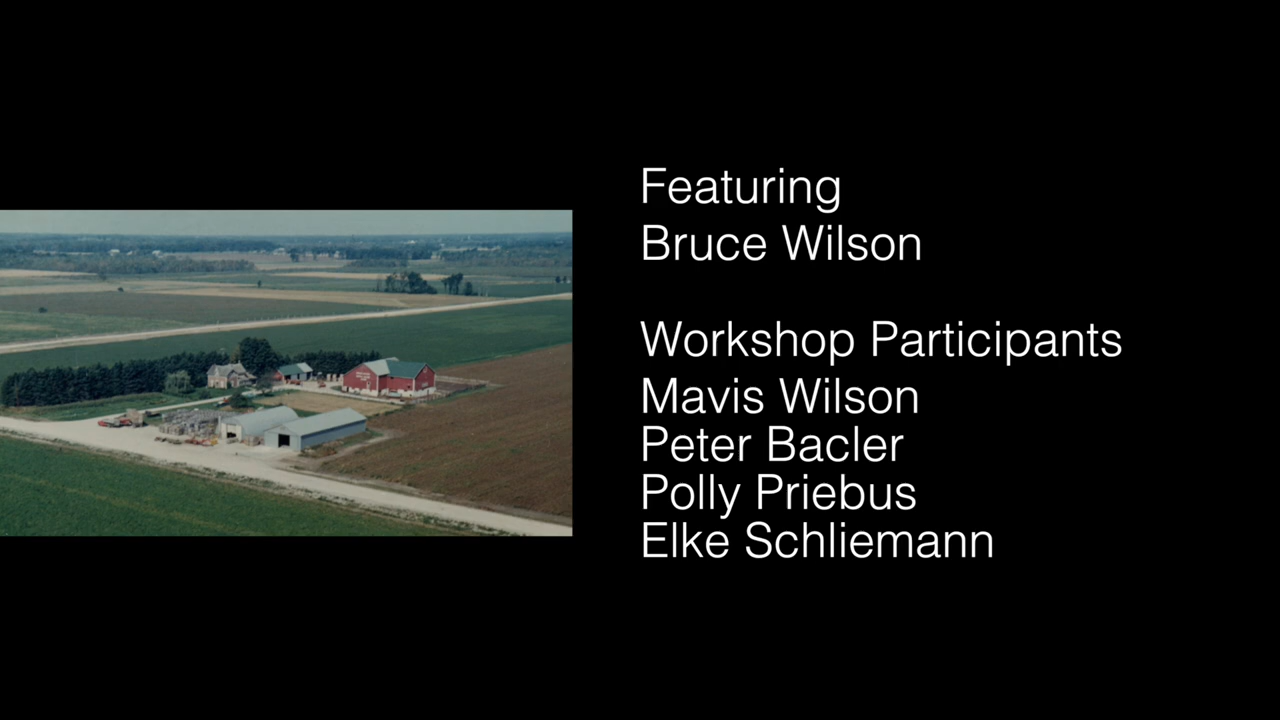 Featuring
Bruce Wilson
Workshop Participants
Mavis Wilson
Peter Bacler
Polly Priebus
Elke Schliemann